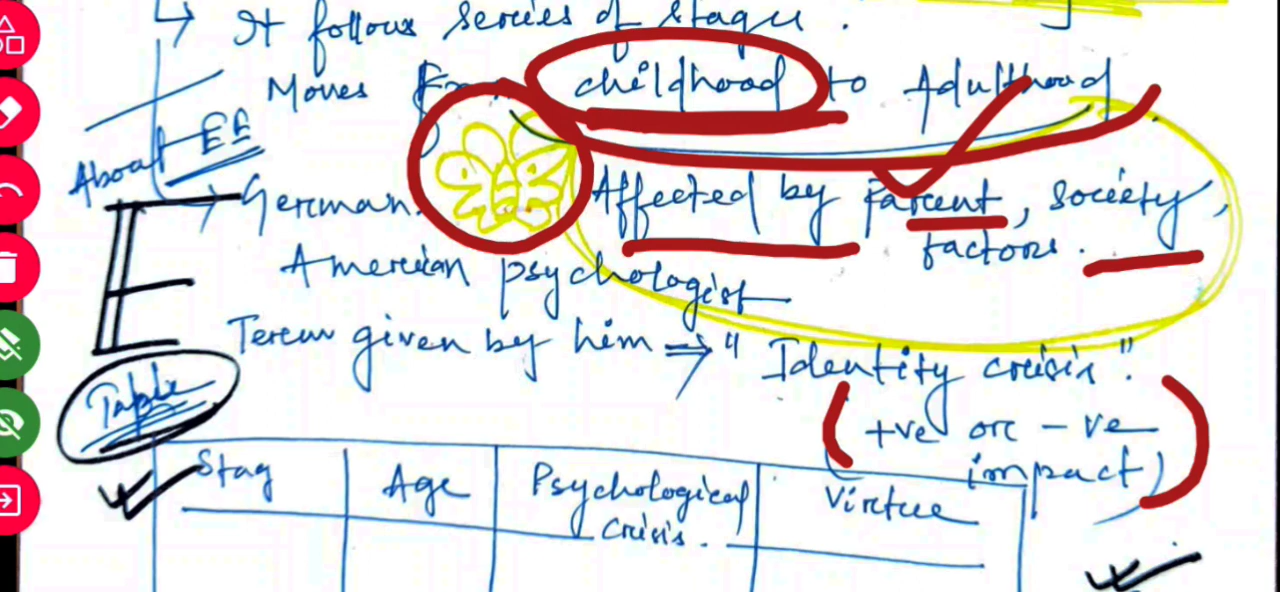 ↳ It follows series of stages.
Moves From childhood to Adulthood
About EE
→ German. Affected by parent, society,
factors.
American psychologist
Term given by him ⇒ "Identity crisis".
(+ve or -ve
impact)
Table
Stag Age Psychological Virtue
Crisis.